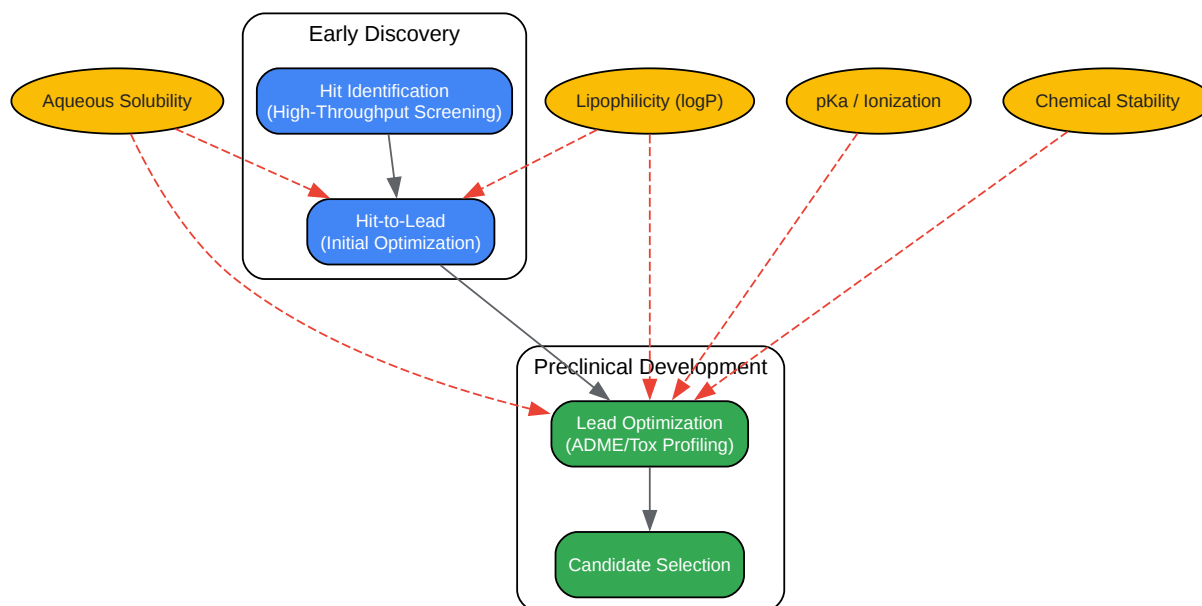 Early Discovery
Aqueous Solubility
Hit Identification
(High-Throughput Screening)
Lipophilicity (logP)
pKa / Ionization
Chemical Stability
Hit-to-Lead
(Initial Optimization)
Preclinical Development
Lead Optimization
(ADME/Tox Profiling)
Candidate Selection